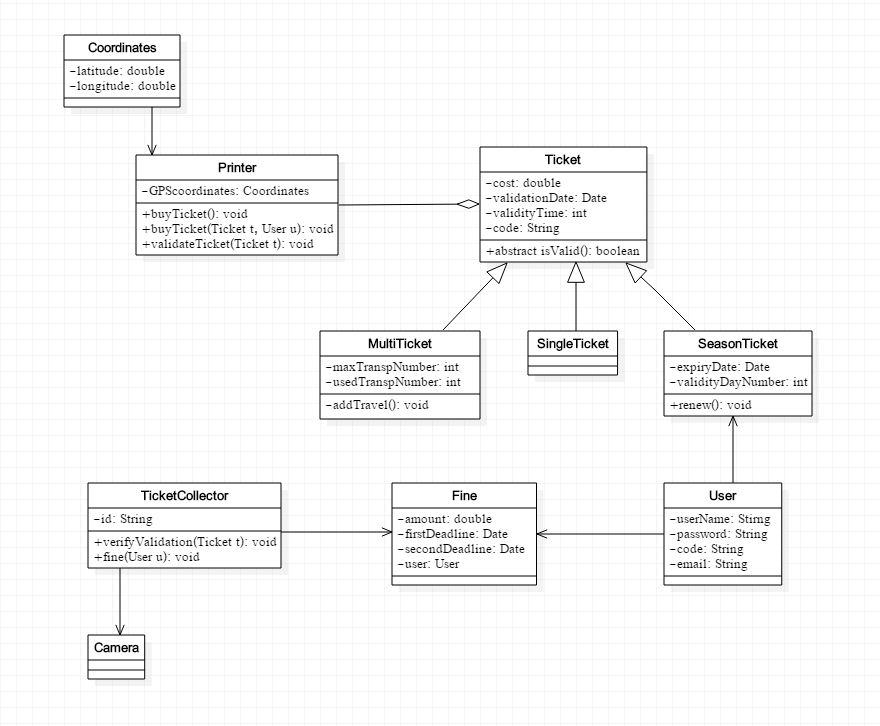 Coordinates
-latitude: double
-longitude: double
Printer
-GPScoordinates: Coordinates
+buyTicket(): void
+buyTicket(Ticket t, User u): void
+validateTicket(Ticket t): void
Ticket
-cost: double
-validationDate: Date
-validityTime: int
-code: String
+abstract isValid(): boolean
MultiTicket
-maxTranspNumber: int
-usedTranspNumber: int
-addTravel(): void
SingleTicket
SeasonTicket
-expiryDate: Date
-validityDayNumber: int
+renew(): void
TicketCollector
-id: String
+verifyValidation(Ticket t): void
+fine(User u): void
Fine
-amount: double
-firstDeadline: Date
-secondDeadline: Date
-user: User
User
-userName: Stirng
-password: String
-code: String
-email: String
Camera